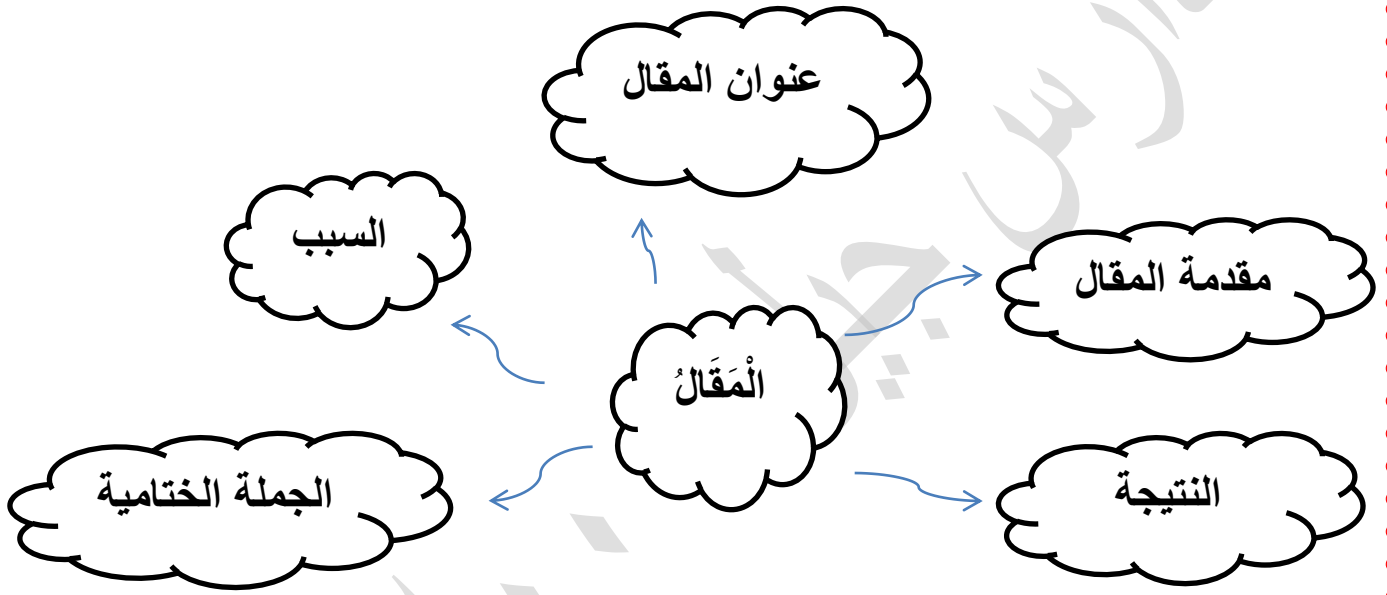 عنوان المقال
السبب
مقدمة المقال
الْمَقَالُ
الجملة الختامية
النتيجة